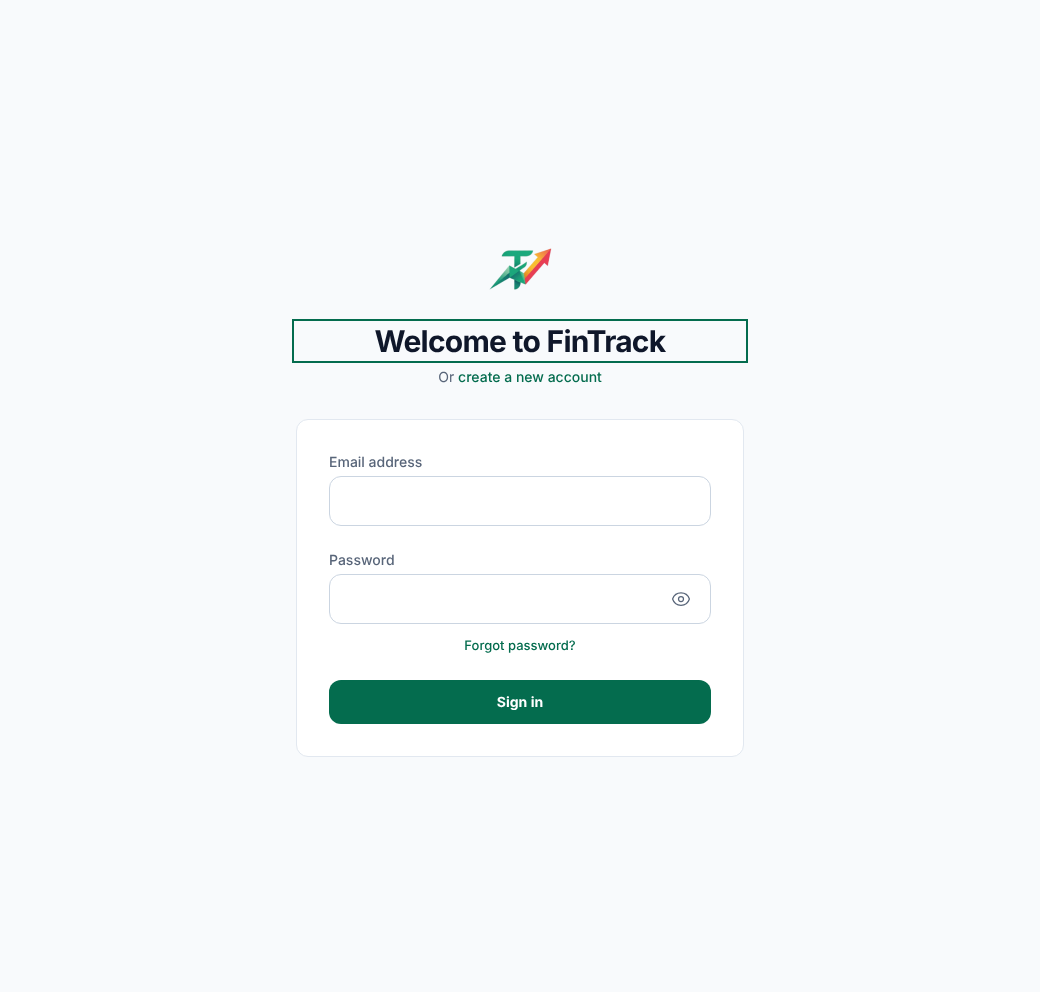 Welcome to FinTrack
Or create a new account
Email address
Password
Forgot password?
Sign in